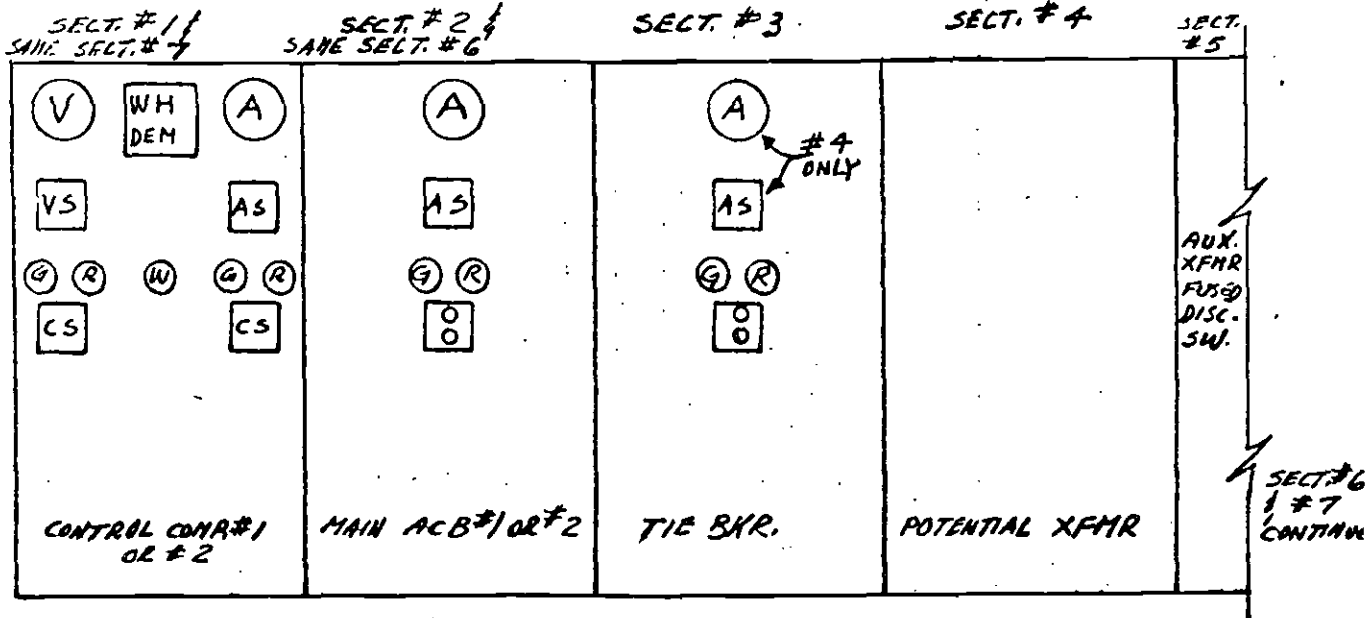 SECT. #1 &
SAME SECT. #7
SECT. #2 &
SAME SECT. #6
SECT. #3
SECT. #4
SECT.
#5
V
WH
DEM
A
A
A
#4
ONLY
VS
AS
AS
AS
G R W G R
G R
G R
CS
CS
AUX.
XFMR
FUSED
DISC.
SW.
CONTROL COMP. #1
OR #2
MAIN ACB #1 OR #2
TIE BKR.
POTENTIAL XFMR
SECT. #6
& #7